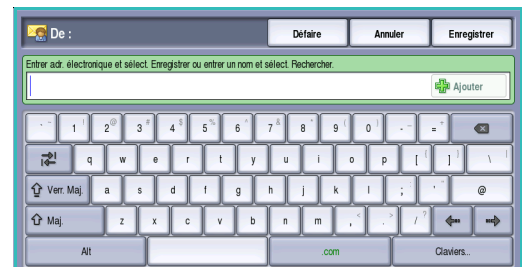 De :
Défaire Annuler Enregistrer
Entrer adr. électronique et sélect. Enregistrer ou entrer un nom et sélect. Rechercher.
Ajouter
1 ! 2 @ 3 # 4 $ 5 % 6 ^ 7 & 8 * 9 ( 0 ) - _ = +
q w e r t y u i o p [ { ] } \ |
Verr. Maj. a s d f g h j k l ; : ' " @
Maj. z x c v b n m , < . > / ?
Alt .com Claviers...